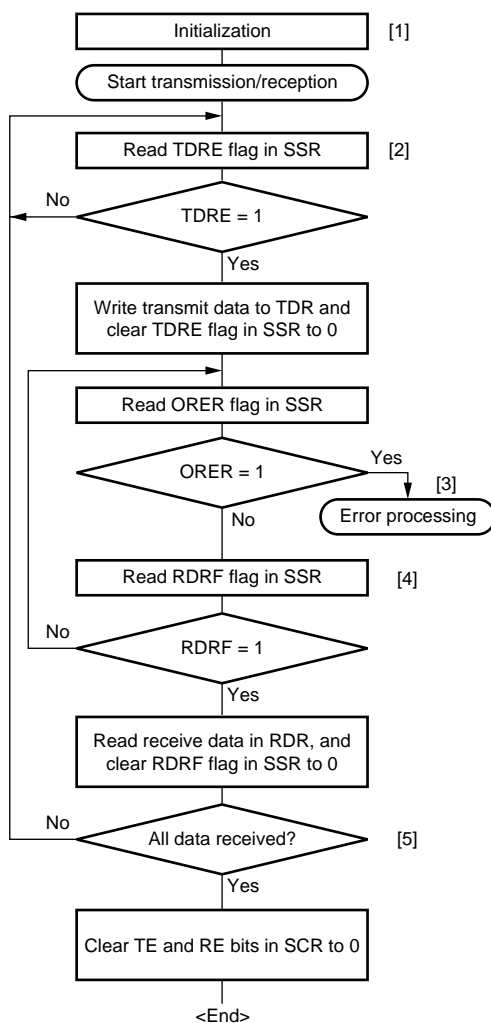 Initialization
[1]
Start transmission/reception
Read TDRE flag in SSR
[2]
No
TDRE = 1
Yes
Write transmit data to TDR and
clear TDRE flag in SSR to 0
Read ORER flag in SSR
Yes
ORER = 1
[3]
No
Error processing
Read RDRF flag in SSR
[4]
No
RDRF = 1
Yes
Read receive data in RDR, and
clear RDRF flag in SSR to 0
No
All data received?
[5]
Yes
Clear TE and RE bits in SCR to 0
<End>